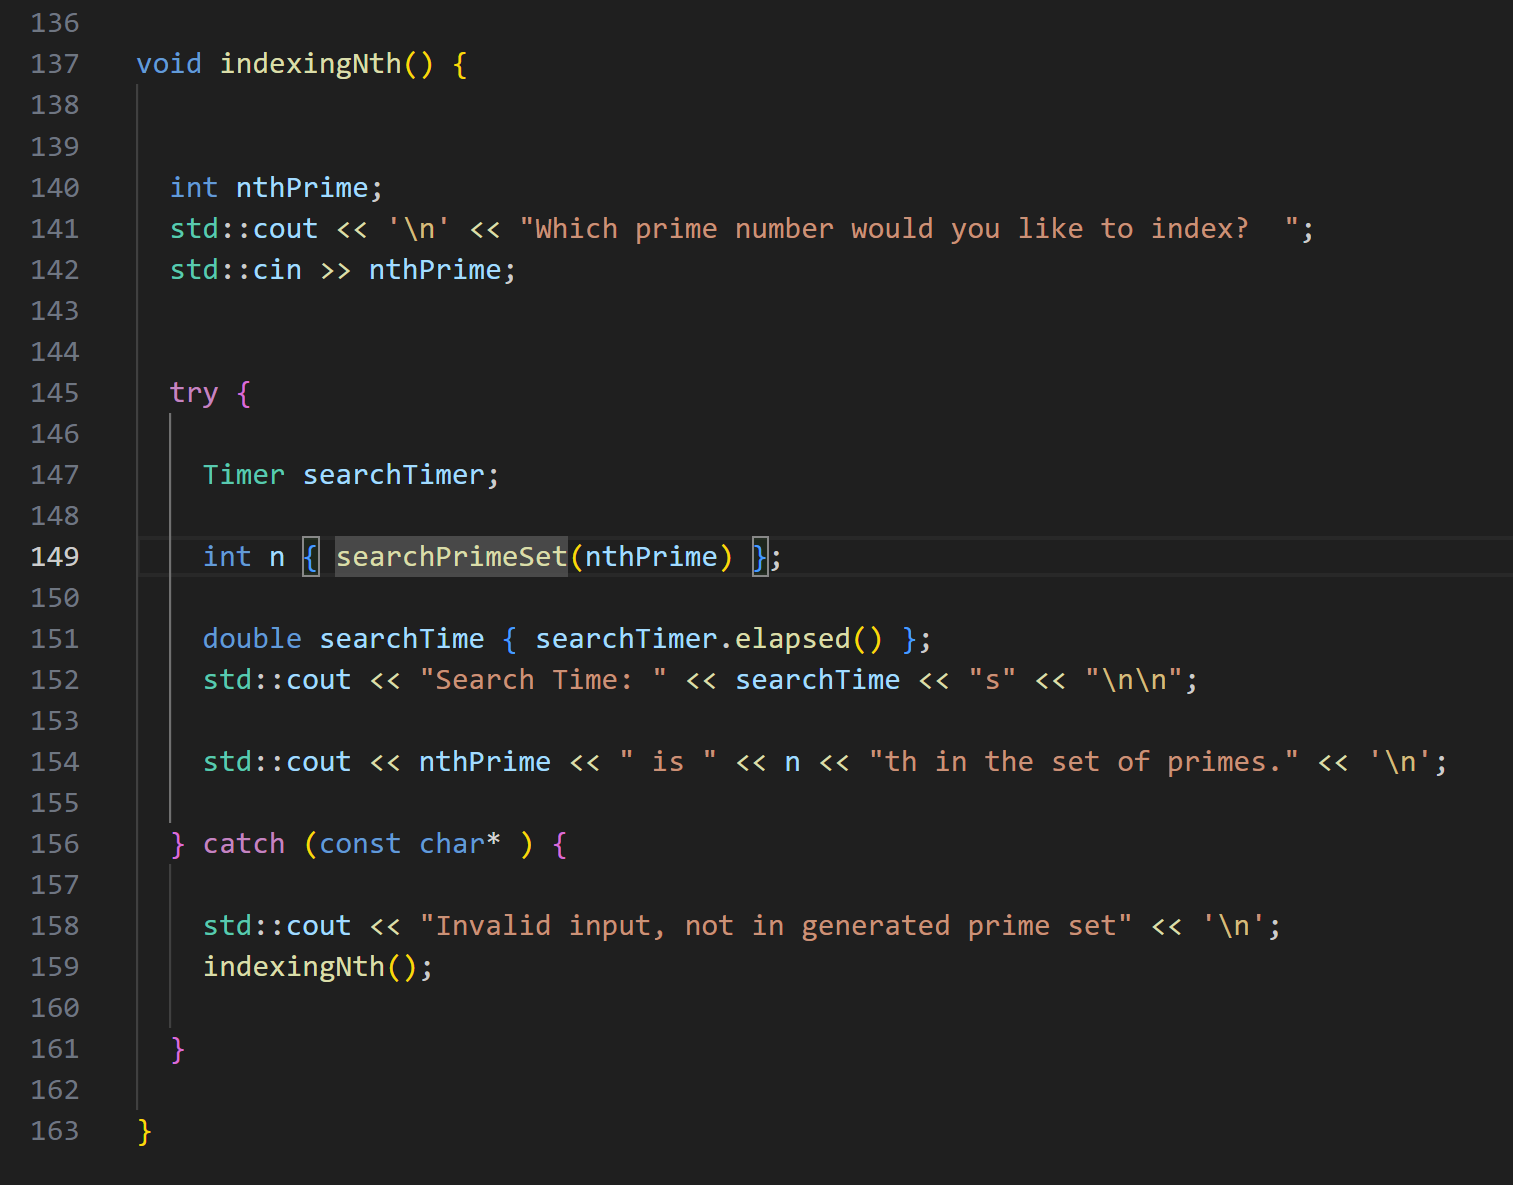 136
137 void indexingNth() {
138
139
140 int nthPrime;
141 std::cout << '\n' << "Which prime number would you like to index?  ";
142 std::cin >> nthPrime;
143
144
145 try {
146
147 Timer searchTimer;
148
149 int n { searchPrimeSet(nthPrime) };
150
151 double searchTime { searchTimer.elapsed() };
152 std::cout << "Search Time: " << searchTime << "s" << "\n\n";
153
154 std::cout << nthPrime << " is " << n << "th in the set of primes." << '\n';
155
156 } catch (const char* ) {
157
158 std::cout << "Invalid input, not in generated prime set" << '\n';
159 indexingNth();
160
161 }
162
163 }